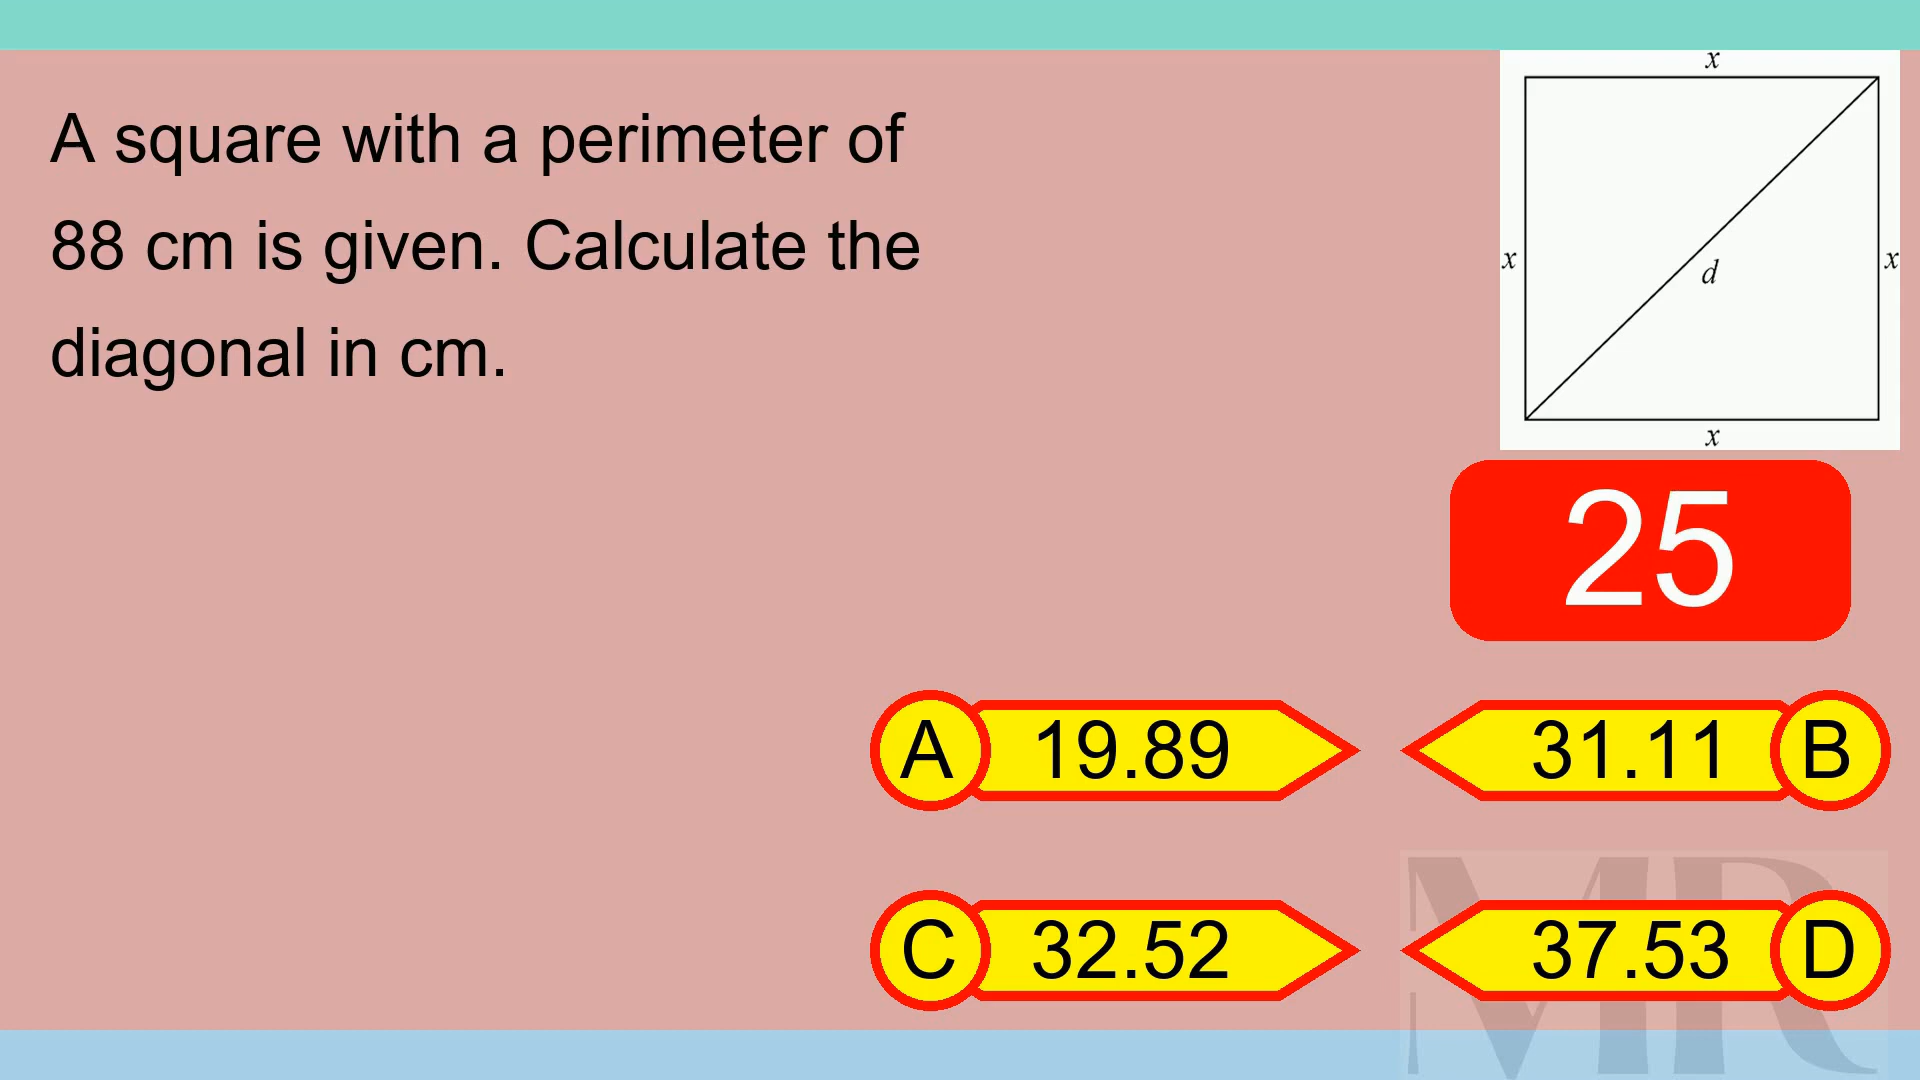 A square with a perimeter of
88 cm is given. Calculate the
diagonal in cm.
x
x
d
x
x
25
A 19.89
31.11 B
C 32.52
37.53 D
MR